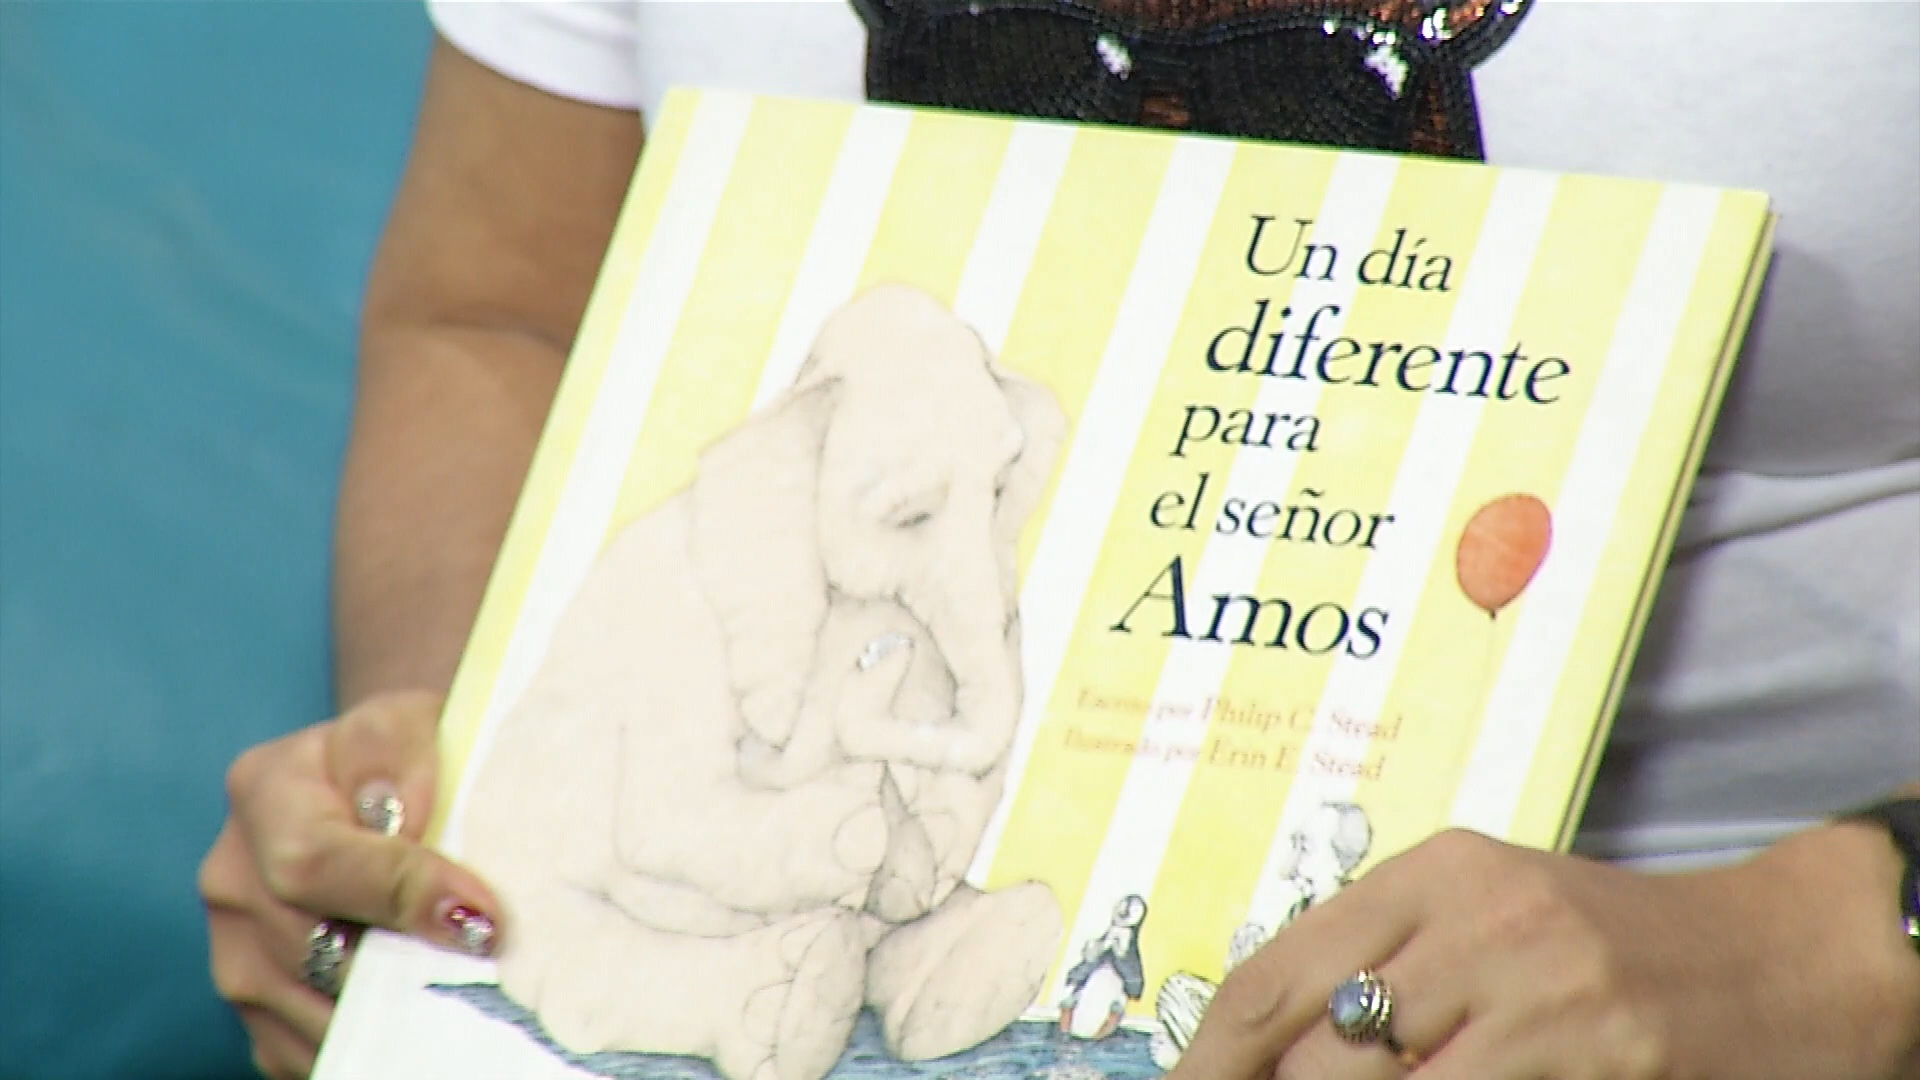 Un día
diferente
para
el señor
Amos
Escrito por Philip C. Stead
Ilustrado por Erin E. Stead